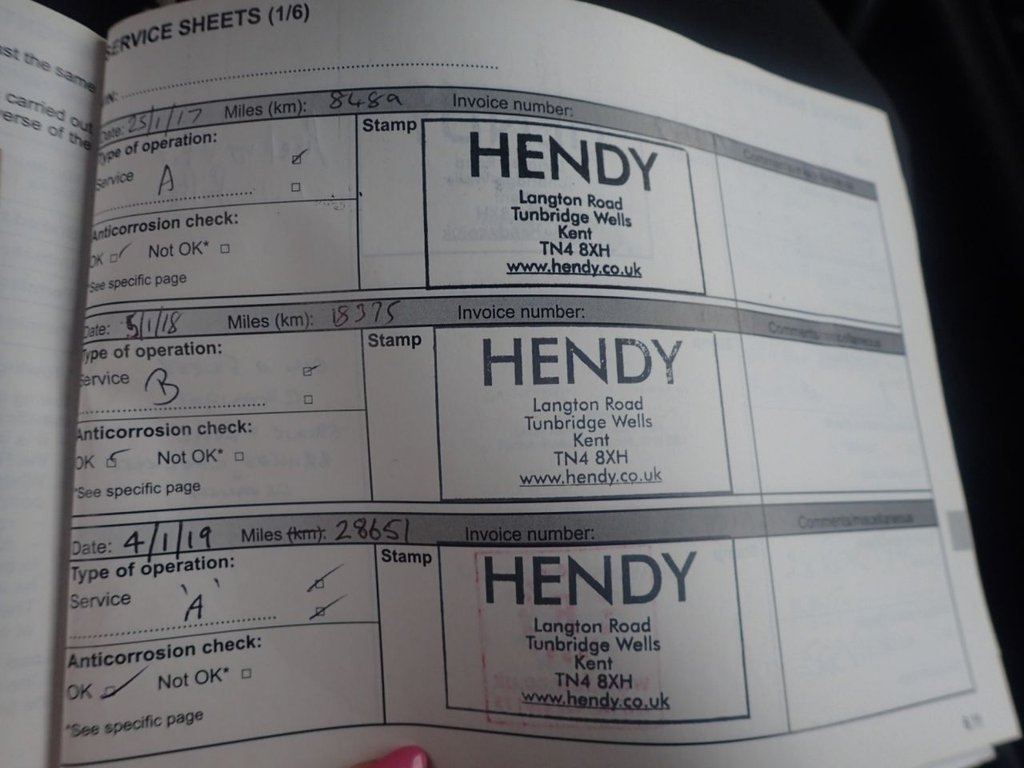 st the same
carried out
erse of the
ERVICE SHEETS (1/6)
Date: 25/1/17 Miles (km): 8489 Invoice number:
Type of operation:
Service A
Stamp
Anticorrosion check:
OK Not OK*
*See specific page
HENDY
Langton Road
Tunbridge Wells
Kent
TN4 8XH
www.hendy.co.uk
Date: 5/1/18 Miles (km): 18375 Invoice number:
Comments/miscellaneous
Type of operation:
Service B
Stamp
Anticorrosion check:
OK Not OK*
*See specific page
HENDY
Langton Road
Tunbridge Wells
Kent
TN4 8XH
www.hendy.co.uk
Date: 4/1/19 Miles (km): 28651 Invoice number:
Comments/miscellaneous
Type of operation:
Service 'A'
Stamp
Anticorrosion check:
OK Not OK*
*See specific page
HENDY
Langton Road
Tunbridge Wells
Kent
TN4 8XH
www.hendy.co.uk